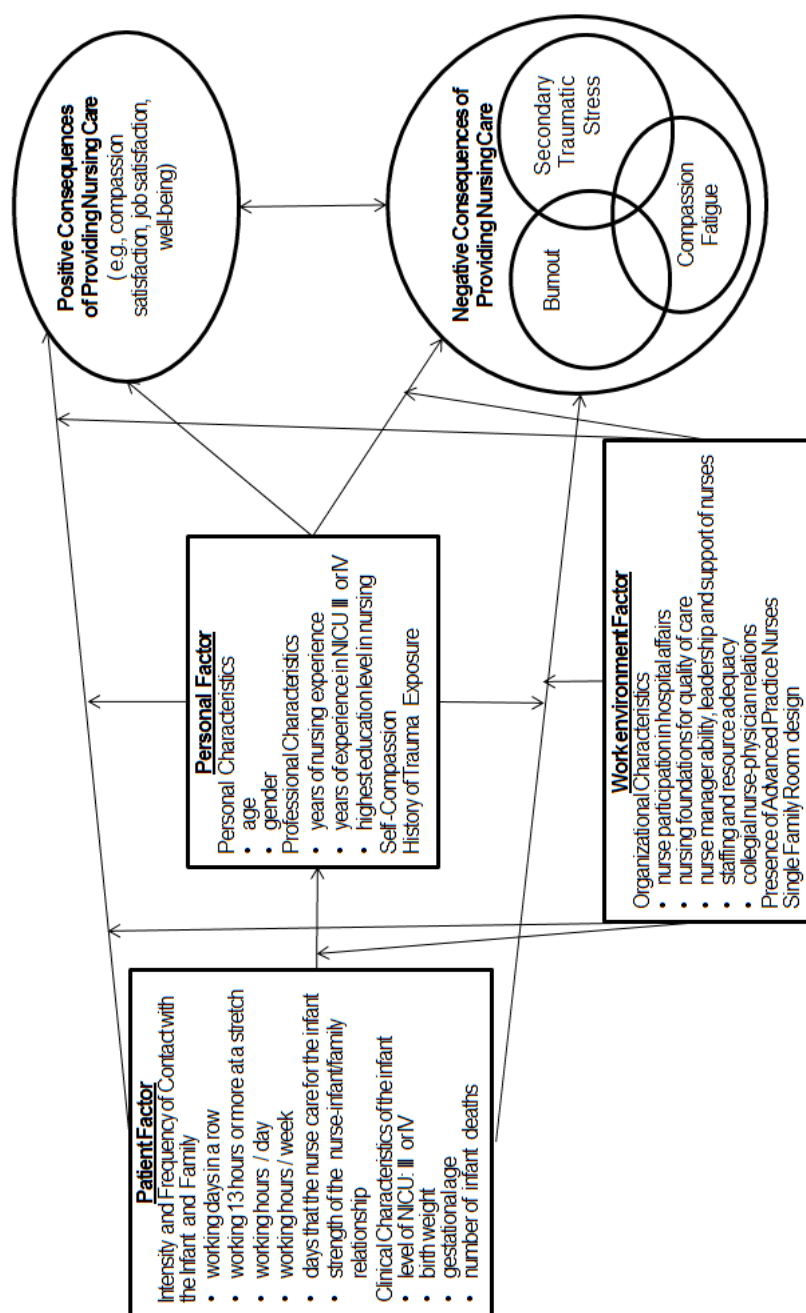 Patient Factor
Intensity and Frequency of Contact with
the Infant and Family
• working days in a row
• working 13 hours or more at a stretch
• working hours / day
• working hours / week
• days that the nurse care for the infant
• strength of the nurse-infant/family
relationship
Clinical Characteristics of the infant
• level of NICU: III or IV
• birth weight
• gestational age
• number of infant deaths
Personal Factor
Personal Characteristics
• age
• gender
Professional Characteristics
• years of nursing experience
• years of experience in NICU III or IV
• highest education level in nursing
Self-Compassion
History of Trauma Exposure
Work environment Factor
Organizational Characteristics
• nurse participation in hospital affairs
• nursing foundations for quality of care
• nurse manager ability, leadership and support of nurses
• staffing and resource adequacy
• collegial nurse-physician relations
Presence of Advanced Practice Nurses
Single Family Room design
Positive Consequences
of Providing Nursing Care
( e.g., compassion
satisfaction, job satisfaction,
well-being)
Negative Consequences of
Providing Nursing Care
Burnout
Secondary
Traumatic
Stress
Compassion
Fatigue